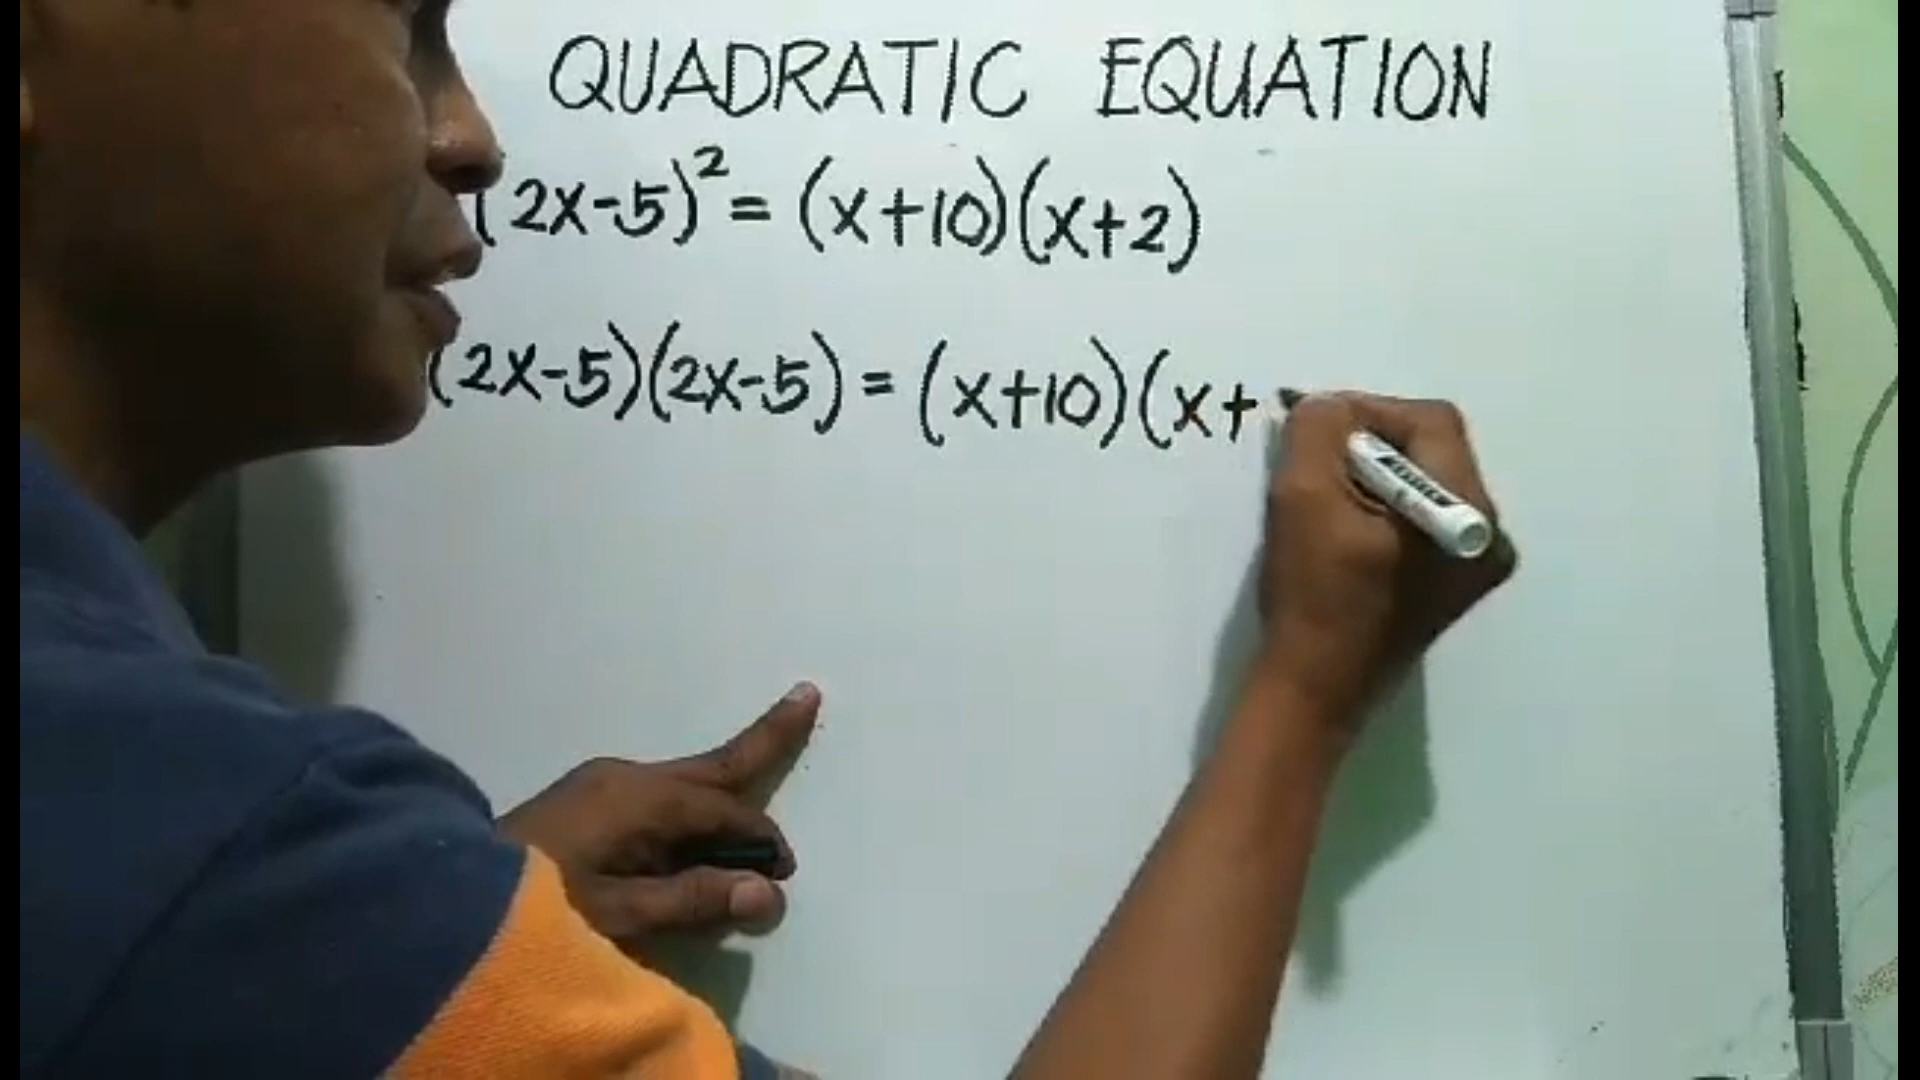 QUADRATIC EQUATION
(2x-5)²= (x+10)(x+2)
(2x-5)(2x-5)= (x+10)(x+